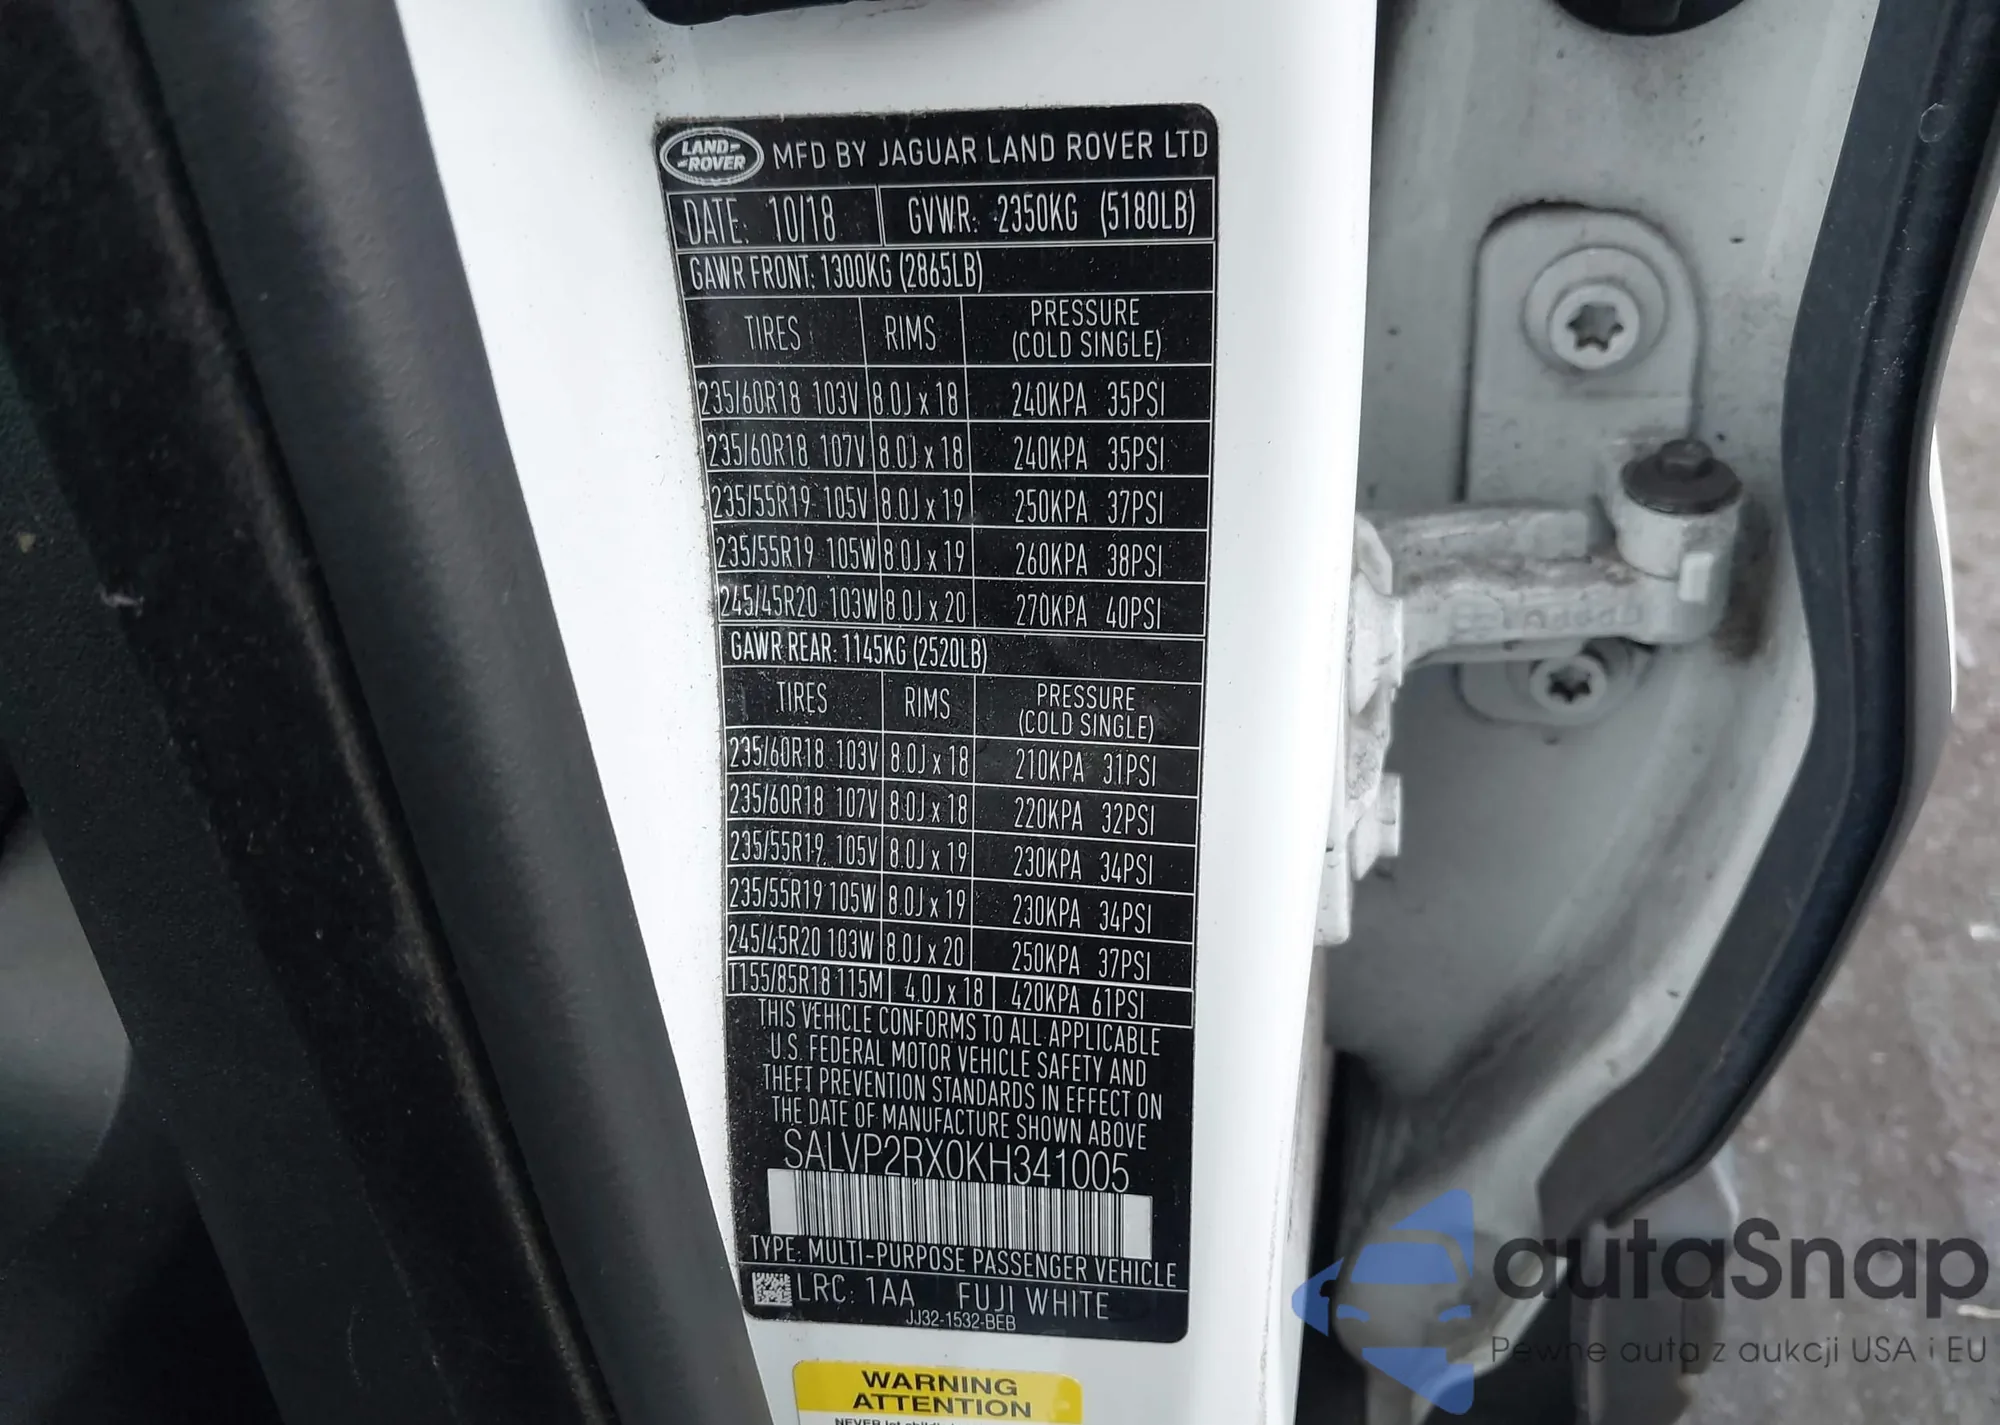 LAND-
-ROVER
MFD BY JAGUAR LAND ROVER LTD
DATE: 10/18 GVWR: 2350KG (5180LB)
GAWR FRONT: 1300KG (2865LB)
TIRES RIMS PRESSURE (COLD SINGLE)
235/60R18 103V 8.0J x 18 240KPA 35PSI
235/60R18 107V 8.0J x 18 240KPA 35PSI
235/55R19 105V 8.0J x 19 250KPA 37PSI
235/55R19 105W 8.0J x 19 260KPA 38PSI
245/45R20 103W 8.0J x 20 270KPA 40PSI
GAWR REAR: 1145KG (2520LB)
TIRES RIMS PRESSURE (COLD SINGLE)
235/60R18 103V 8.0J x 18 210KPA 31PSI
235/60R18 107V 8.0J x 18 220KPA 32PSI
235/55R19 105V 8.0J x 19 230KPA 34PSI
235/55R19 105W 8.0J x 19 230KPA 34PSI
245/45R20 103W 8.0J x 20 250KPA 37PSI
T155/85R18 115M 4.0J x 18 420KPA 61PSI
THIS VEHICLE CONFORMS TO ALL APPLICABLE
U.S. FEDERAL MOTOR VEHICLE SAFETY AND
THEFT PREVENTION STANDARDS IN EFFECT ON
THE DATE OF MANUFACTURE SHOWN ABOVE
SALVP2RX0KH341005
TYPE: MULTI-PURPOSE PASSENGER VEHICLE
LRC: 1AA FUJI WHITE
JJ32-1532-BEB
WARNING
ATTENTION
NEVER
autaSnap
Pewne auta z aukcji USA i EU